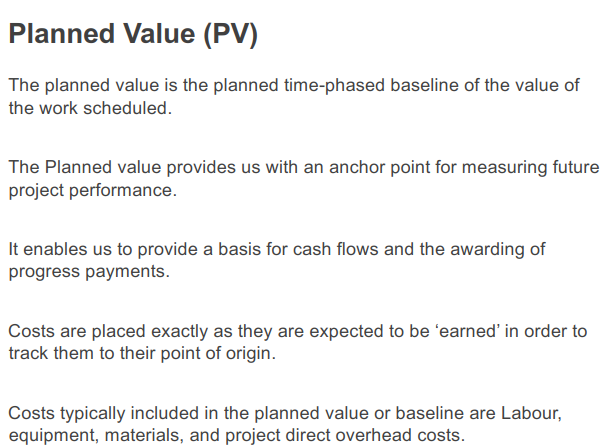 Planned Value (PV)
The planned value is the planned time-phased baseline of the value of
the work scheduled.
The Planned value provides us with an anchor point for measuring future
project performance.
It enables us to provide a basis for cash flows and the awarding of
progress payments.
Costs are placed exactly as they are expected to be ‘earned’ in order to
track them to their point of origin.
Costs typically included in the planned value or baseline are Labour,
equipment, materials, and project direct overhead costs.